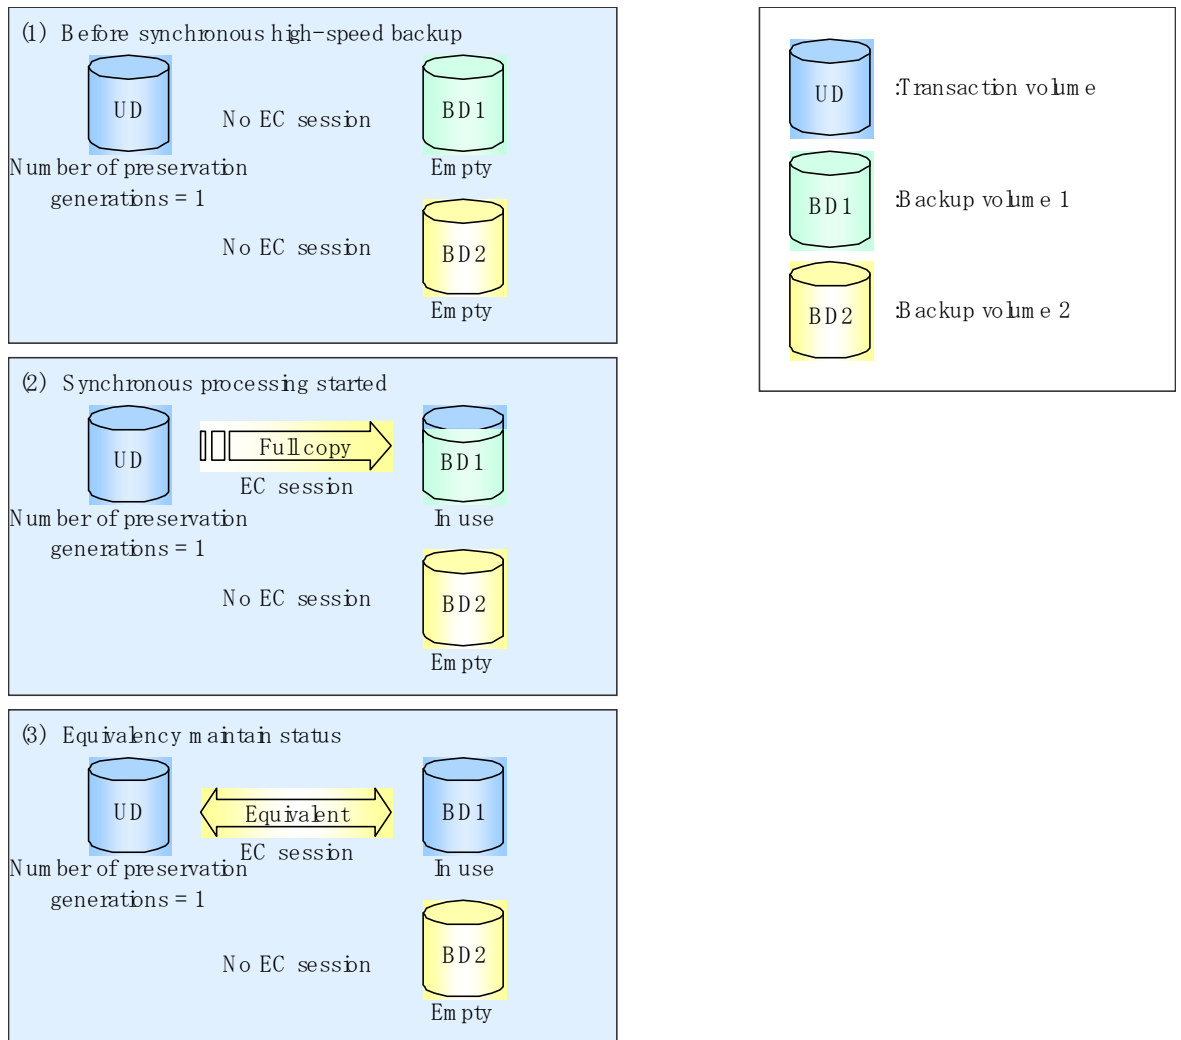 (1) Before synchronous high-speed backup
UD
No EC session
BD1
Number of preservation
generations = 1
Empty
No EC session
BD2
Empty
(2) Synchronous processing started
UD
Full copy
EC session
BD1
Number of preservation
generations = 1
In use
No EC session
BD2
Empty
(3) Equivalency maintain status
UD
Equivalent
EC session
BD1
Number of preservation
generations = 1
In use
No EC session
BD2
Empty
UD
:Transaction volume
BD1
:Backup volume 1
BD2
:Backup volume 2